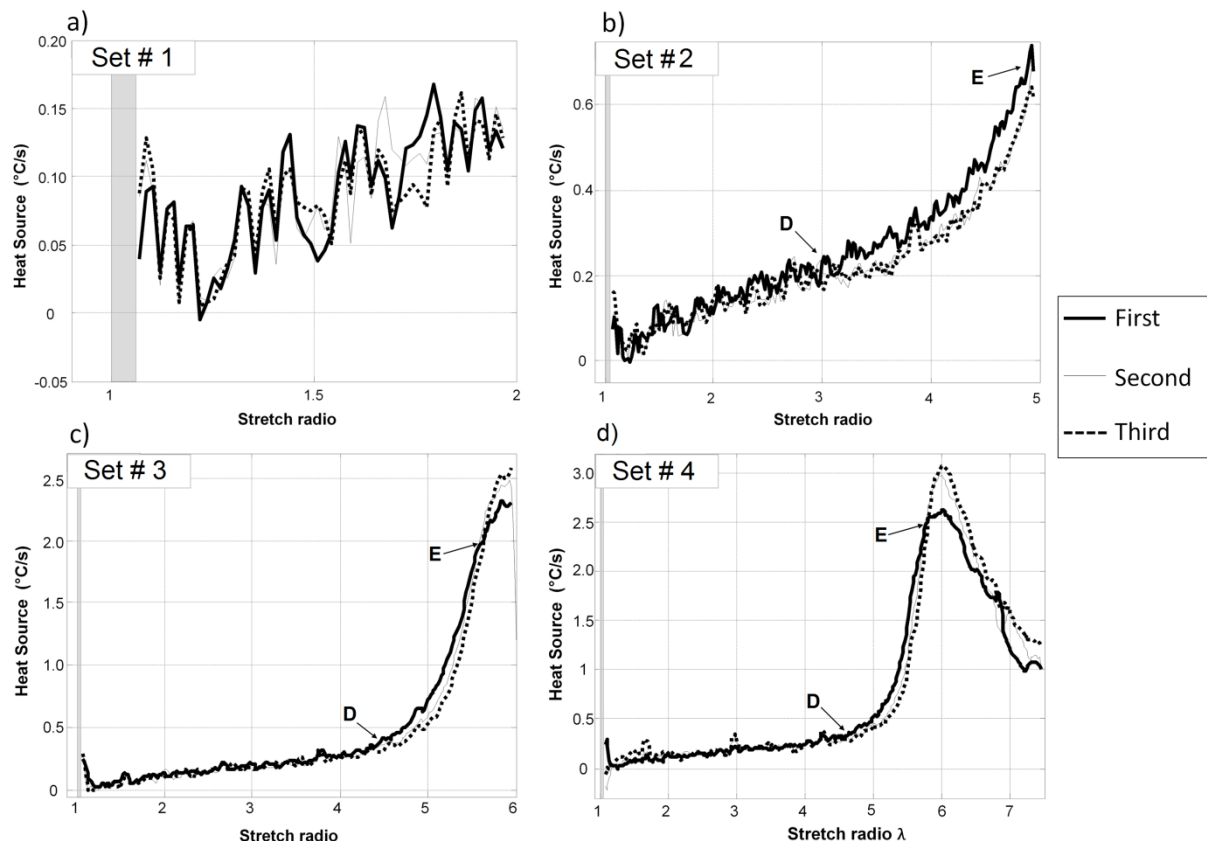 a)
Set # 1
0.20
0.15
0.10
0.05
0
-0.05
Heat Source (°C/s)
1
1.5
2
Stretch radio
b)
Set #2
0.6
0.4
0.2
0
Heat Source (°C/s)
E
D
1
2
3
4
5
Stretch radio
First
Second
Third
c)
Set # 3
2.5
2.0
1.5
1.0
0.5
0
Heat Source (°C/s)
E
D
1
2
3
4
5
6
Stretch radio
d)
Set # 4
3.0
2.5
2.0
1.5
1.0
0.5
0
Heat Source (°C/s)
E
D
1
2
3
4
5
6
7
Stretch radio λ